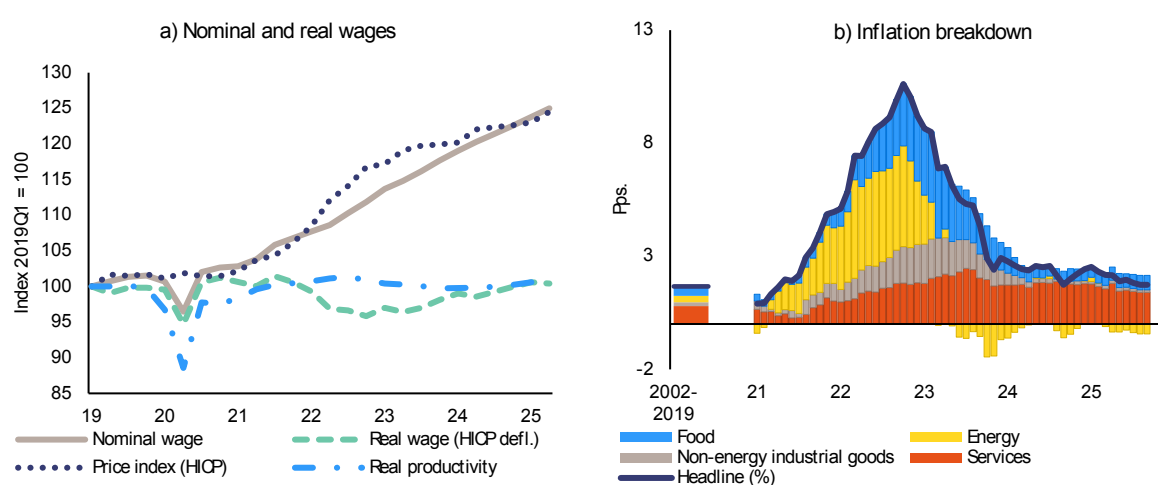 a) Nominal and real wages
Index 2019Q1 = 100
130
125
120
115
110
105
100
95
90
85
19 20 21 22 23 24 25
Nominal wage
Real wage (HICP defl.)
Price index (HICP)
Real productivity
b) Inflation breakdown
Pps.
13
8
3
-2
2002-
2019
21 22 23 24 25
Food
Energy
Non-energy industrial goods
Services
Headline (%)